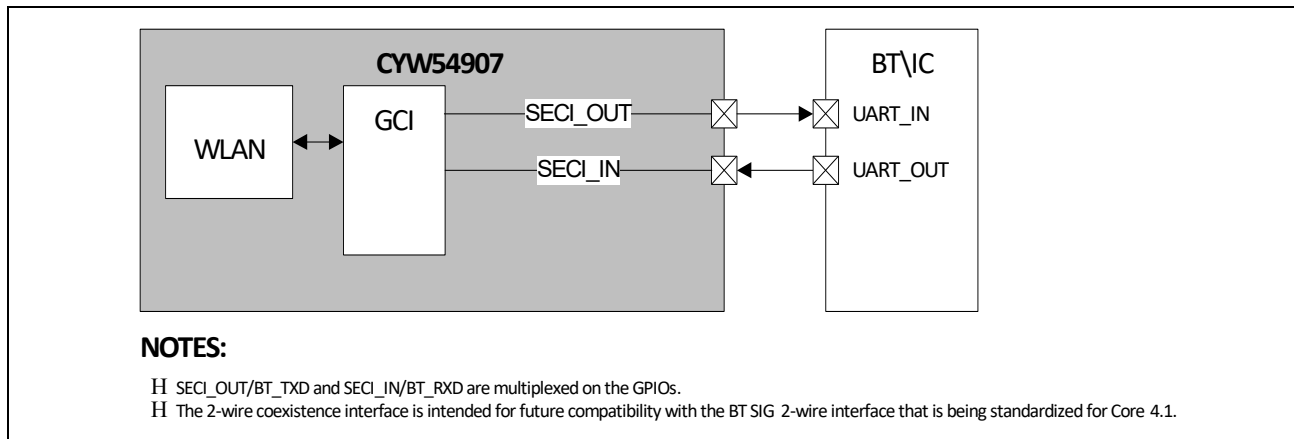 CYW54907
BT\IC
WLAN
GCI
SECI_OUT
UART_IN
SECI_IN
UART_OUT
NOTES:
H SECI_OUT/BT_TXD and SECI_IN/BT_RXD are multiplexed on the GPIOs.
H The 2-wire coexistence interface is intended for future compatibility with the BT SIG 2-wire interface that is being standardized for Core 4.1.